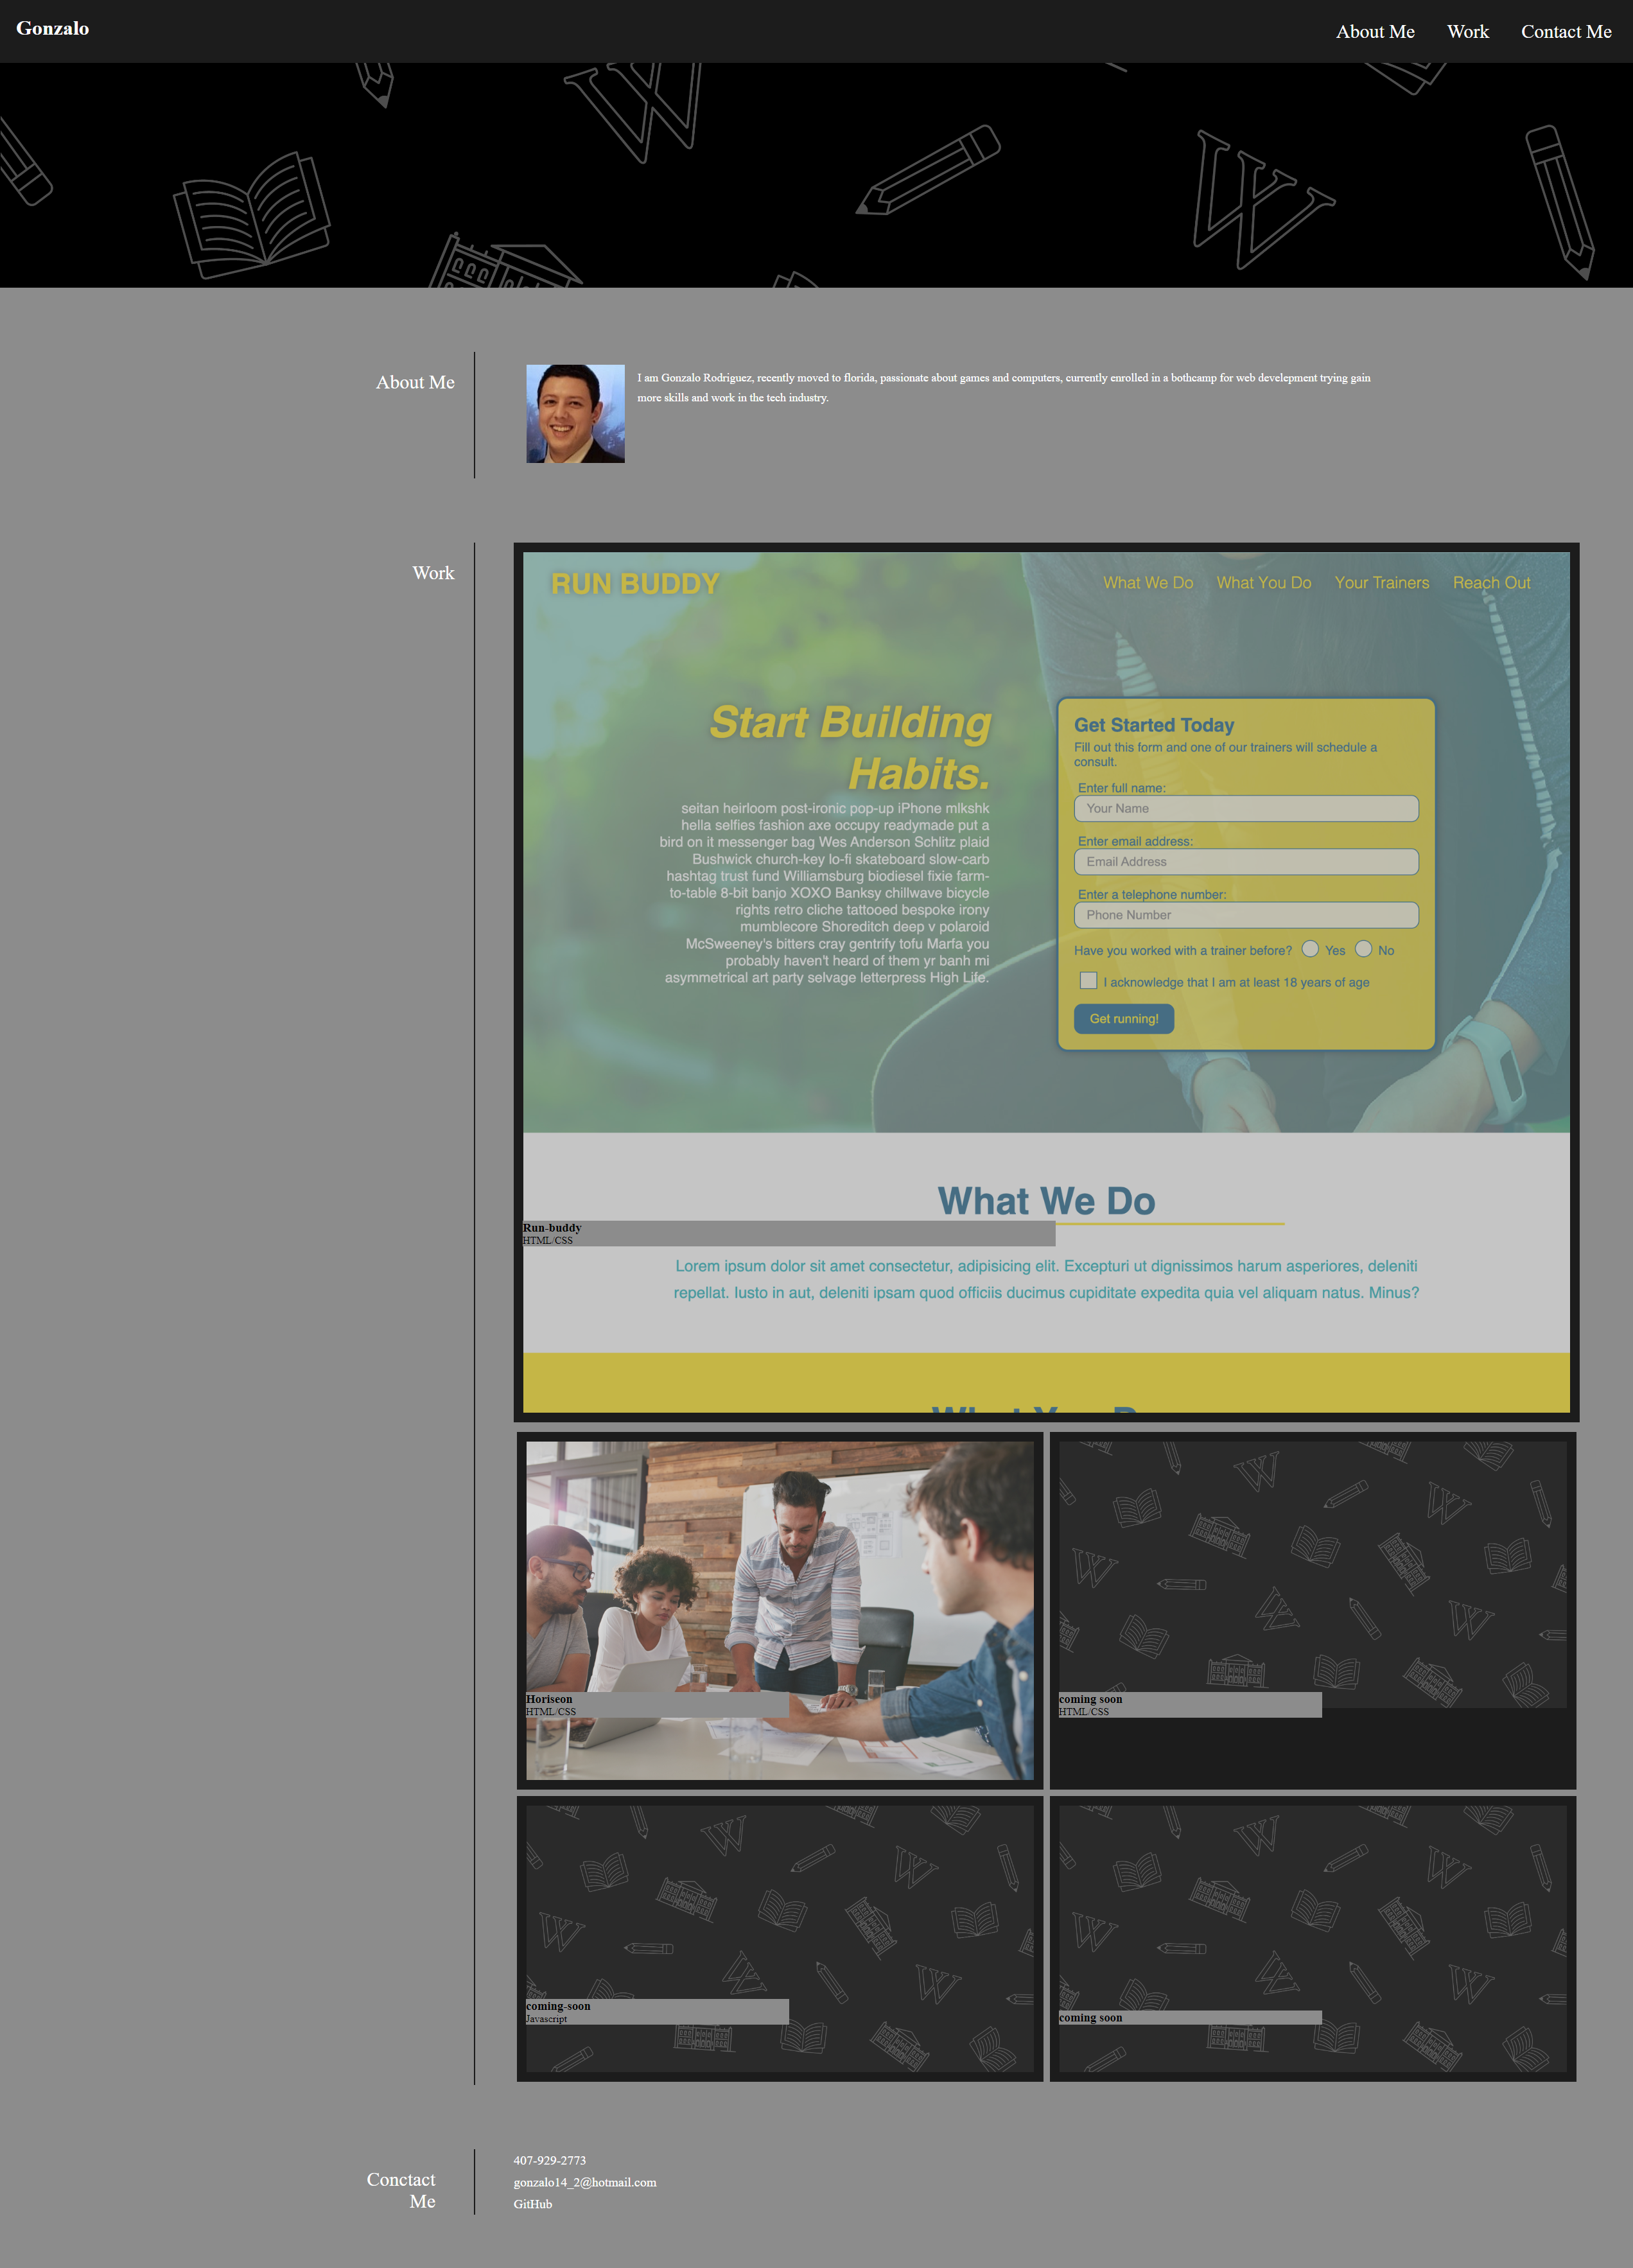 Gonzalo
About Me Work Contact Me
About Me
I am Gonzalo Rodriguez, recently moved to florida, passionate about games and computers, currently enrolled in a bothcamp for web develepment trying gain
more skills and work in the tech industry.
Work
RUN BUDDY
What We Do What You Do Your Trainers Reach Out
Start Building
Habits.
seitan heirloom post-ironic pop-up iPhone mlkshk
hella selfies fashion axe occupy readymade put a
bird on it messenger bag Wes Anderson Schlitz plaid
Bushwick church-key lo-fi skateboard slow-carb
hashtag trust fund Williamsburg biodiesel fixie farm-
to-table 8-bit banjo XOXO Banksy chillwave bicycle
rights retro cliche tattooed bespoke irony
mumblecore Shoreditch deep v polaroid
McSweeney's bitters cray gentrify tofu Marfa you
probably haven't heard of them yr banh mi
asymmetrical art party selvage letterpress High Life.
Get Started Today
Fill out this form and one of our trainers will schedule a
consult.
Enter full name:
Your Name
Enter email address:
Email Address
Enter a telephone number:
Phone Number
Have you worked with a trainer before? Yes No
I acknowledge that I am at least 18 years of age
Get running!
What We Do
Run-buddy
HTML/CSS
Lorem ipsum dolor sit amet consectetur, adipisicing elit. Excepturi ut dignissimos harum asperiores, deleniti
repellat. Iusto in aut, deleniti ipsam quod officiis ducimus cupiditate expedita quia vel aliquam natus. Minus?
What You D
Horiseon
HTML/CSS
coming soon
HTML/CSS
coming-soon
Javascript
coming soon
Conctact
Me
407-929-2773
gonzalo14_2@hotmail.com
GitHub